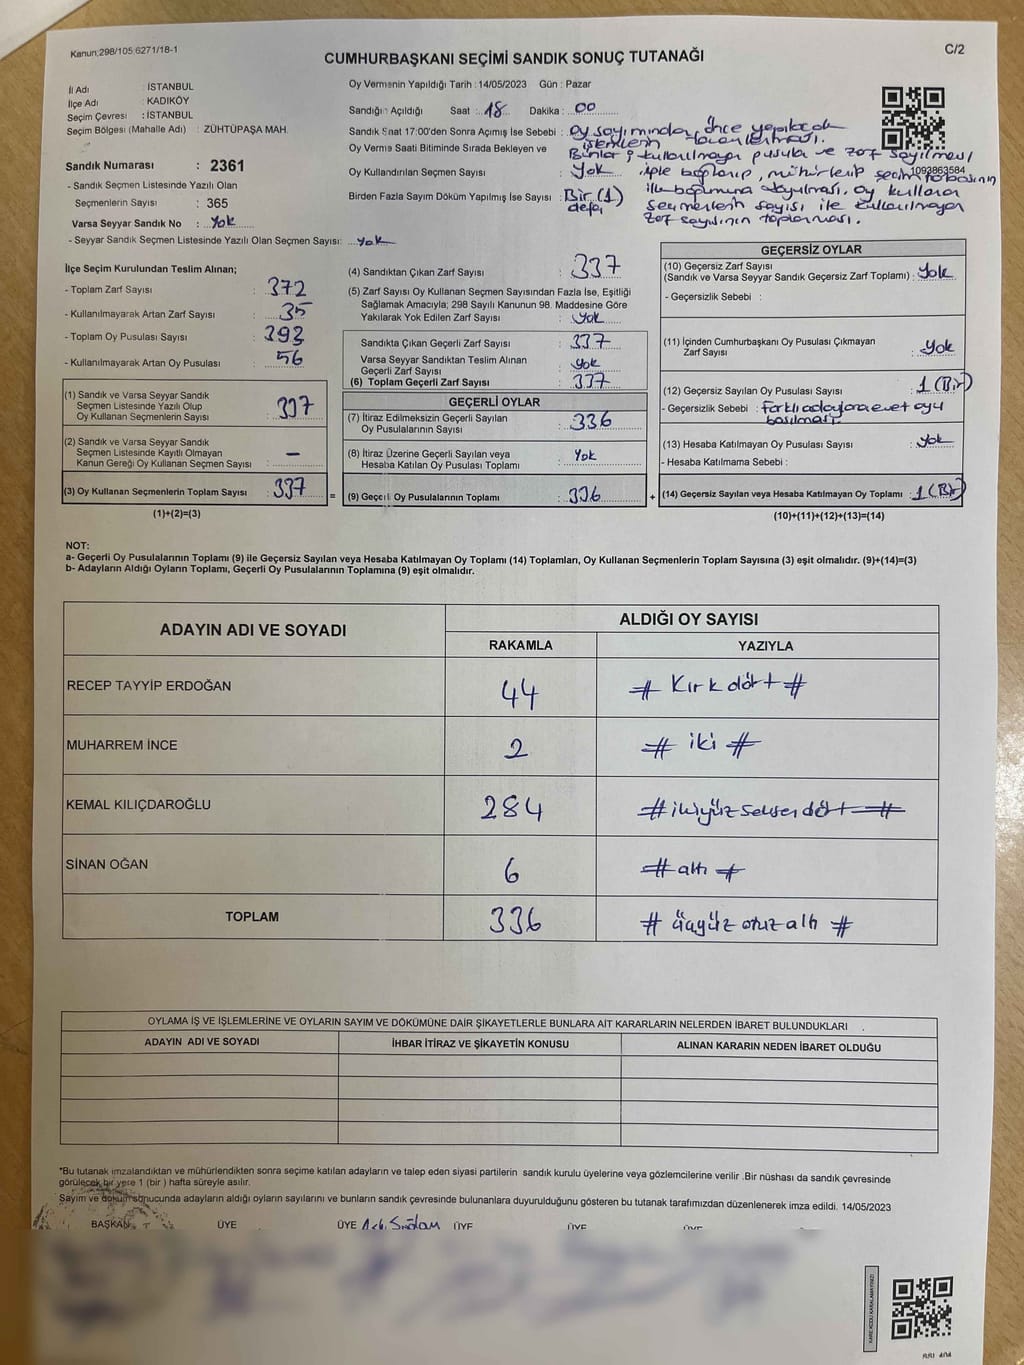 Kanun;298/105,6271/18-1
C/2
CUMHURBAŞKANI SEÇİMİ SANDIK SONUÇ TUTANAĞI
İl Adı : İSTANBUL
İlçe Adı : KADIKÖY
Seçim Çevresi : İSTANBUL
Seçim Bölgesi (Mahalle Adı) : ZÜHTÜPAŞA MAH.
Sandık Numarası : 2361
- Sandık Seçmen Listesinde Yazılı Olan
Seçmenlerin Sayısı : 365
Varsa Seyyar Sandık No : Yok
- Seyyar Sandık Seçmen Listesinde Yazılı Olan Seçmen Sayısı: Yok
Oy Vermenin Yapıldığı Tarih : 14/05/2023 Gün : Pazar
Sandığın Açıldığı Saat : 18 Dakika : 00
Sandık Saat 17:00'den Sonra Açımış İse Sebebi : Oy sayımından önce yapılacak
işlemlerin tamamlanması.
Oy Verme Saati Bitiminde Sırada Bekleyen ve
Bunlar; kullanılmayan pusula ve zarf sayılması
Oy Kullandırılan Seçmen Sayısı : Yok
iple bağlanıp, mühürlenip seçim torbasının
1093863584
Birden Fazla Sayım Döküm Yapılmış İse Sayısı : Bir (1) defa
ilk bölümüne koyulması, oy kullanan
seçmenlerin sayısı ile kullanılmayan
zarf sayısının toplanması.
İlçe Seçim Kurulundan Teslim Alınan;
- Toplam Zarf Sayısı : 372
- Kullanılmayarak Artan Zarf Sayısı : 35
- Toplam Oy Pusulası Sayısı : 393
- Kullanılmayarak Artan Oy Pusulası : 56
(1) Sandık ve Varsa Seyyar Sandık
Seçmen Listesinde Yazılı Olup
Oy Kullanan Seçmenlerin Sayısı : 337
(2) Sandık ve Varsa Seyyar Sandık
Seçmen Listesinde Kayıtlı Olmayan
Kanun Gereği Oy Kullanan Seçmen Sayısı : —
(3) Oy Kullanan Seçmenlerin Toplam Sayısı : 337 =
(1)+(2)=(3)
(4) Sandıktan Çıkan Zarf Sayısı : 337
(5) Zarf Sayısı Oy Kullanan Seçmen Sayısından Fazla İse, Eşitliği
Sağlamak Amacıyla; 298 Sayılı Kanunun 98. Maddesine Göre
Yakılarak Yok Edilen Zarf Sayısı : Yok
Sandıkta Çıkan Geçerli Zarf Sayısı : 337
Varsa Seyyar Sandıktan Teslim Alınan
Geçerli Zarf Sayısı : Yok
(6) Toplam Geçerli Zarf Sayısı : 337
GEÇERLİ OYLAR
(7) İtiraz Edilmeksizin Geçerli Sayılan
Oy Pusulalarının Sayısı : 336
(8) İtiraz Üzerine Geçerli Sayılan veya
Hesaba Katılan Oy Pusulası Toplamı : Yok
(9) Geçerli Oy Pusulalarının Toplamı : 336 +
GEÇERSİZ OYLAR
(10) Geçersiz Zarf Sayısı
(Sandık ve Varsa Seyyar Sandık Geçersiz Zarf Toplamı) : Yok
- Geçersizlik Sebebi :
(11) İçinden Cumhurbaşkanı Oy Pusulası Çıkmayan
Zarf Sayısı : Yok
(12) Geçersiz Sayılan Oy Pusulası Sayısı : 1 (Bir)
- Geçersizlik Sebebi : Farklı adaylara evet oyu
basılması.
(13) Hesaba Katılmayan Oy Pusulası Sayısı : Yok
- Hesaba Katılmama Sebebi :
(14) Geçersiz Sayılan veya Hesaba Katılmayan Oy Toplamı : 1 (Bir)
(10)+(11)+(12)+(13)=(14)
NOT:
a- Geçerli Oy Pusulalarının Toplamı (9) ile Geçersiz Sayılan veya Hesaba Katılmayan Oy Toplamı (14) Toplamları, Oy Kullanan Seçmenlerin Toplam Sayısına (3) eşit olmalıdır. (9)+(14)=(3)
b- Adayların Aldığı Oyların Toplamı, Geçerli Oy Pusulalarının Toplamına (9) eşit olmalıdır.
ADAYIN ADI VE SOYADI ALDIĞI OY SAYISI
RAKAMLA YAZIYLA
RECEP TAYYİP ERDOĞAN 44 # Kırkdört #
MUHARREM İNCE 2 # iki #
KEMAL KILIÇDAROĞLU 284 # ikiyüzseksendört #
SİNAN OĞAN 6 # altı #
TOPLAM 336 # üçyüzotuzaltı #
OYLAMA İŞ VE İŞLEMLERİNE VE OYLARIN SAYIM VE DÖKÜMÜNE DAİR ŞİKAYETLERLE BUNLARA AİT KARARLARIN NELERDEN İBARET BULUNDUKLARI
ADAYIN ADI VE SOYADI İHBAR İTİRAZ VE ŞİKAYETİN KONUSU ALINAN KARARIN NEDEN İBARET OLDUĞU
*Bu tutanak imzalandıktan ve mühürlendikten sonra seçime katılan adayların ve talep eden siyasi partilerin sandık kurulu üyelerine veya gözlemcilerine verilir .Bir nüshası da sandık çevresinde
görülecek bir yere 1 (bir ) hafta süreyle asılır.
Sayım ve döküm sonucunda adayların aldığı oyların sayılarını ve bunların sandık çevresinde bulunanlara duyurulduğunu gösteren bu tutanak tarafımızdan düzenlenerek imza edildi. 14/05/2023
BAŞKAN ÜYE ÜYE ÜYE ÜYE ÜYE